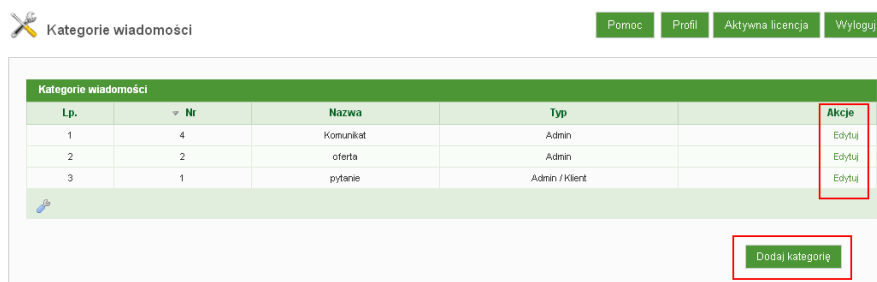 Kategorie wiadomości
Pomoc Profil Aktywna licencja Wyloguj
Kategorie wiadomości
Lp. Nr Nazwa Typ Akcje
1 4 Komunikat Admin Edytuj
2 2 oferta Admin Edytuj
3 1 pytanie Admin / Klient Edytuj
Dodaj kategorię